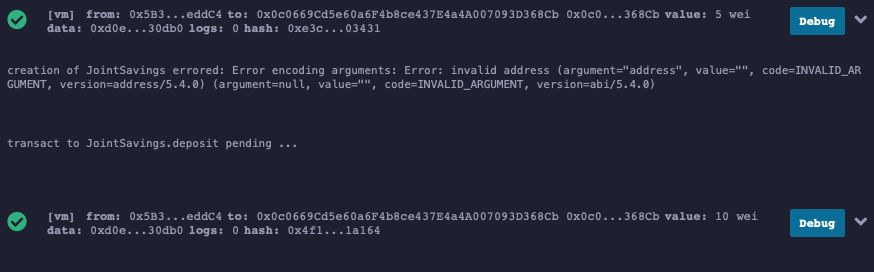 [vm] from: 0x5B3...eddC4 to: 0x0c0669Cd5e60a6F4b8ce437E4a4A007093D368Cb 0x0c0...368Cb value: 5 wei
data: 0xd0e...30db0 logs: 0 hash: 0xe3c...03431
Debug
creation of JointSavings errored: Error encoding arguments: Error: invalid address (argument="address", value="", code=INVALID_AR
GUMENT, version=address/5.4.0) (argument=null, value="", code=INVALID_ARGUMENT, version=abi/5.4.0)
transact to JointSavings.deposit pending ...
[vm] from: 0x5B3...eddC4 to: 0x0c0669Cd5e60a6F4b8ce437E4a4A007093D368Cb 0x0c0...368Cb value: 10 wei
data: 0xd0e...30db0 logs: 0 hash: 0x4f1...1a164
Debug